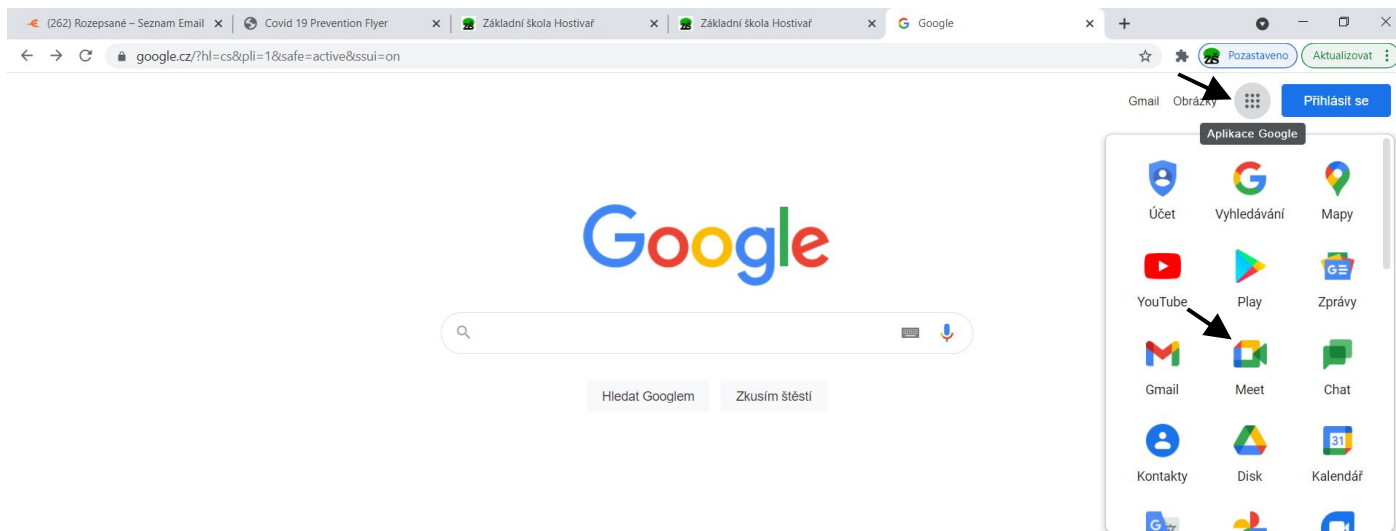 (262) Rozepsané – Seznam Email
Covid 19 Prevention Flyer
Základní škola Hostivař
Základní škola Hostivař
Google
google.cz/?hl=cs&pli=1&safe=active&ssui=on
Pozastaveno
Aktualizovat
Gmail Obrázky
Přihlásit se
Aplikace Google
Google
Hledat Googlem
Zkusím štěstí
Účet Vyhledávání Mapy
YouTube Play Zprávy
Gmail Meet Chat
31
Kontakty Disk Kalendář